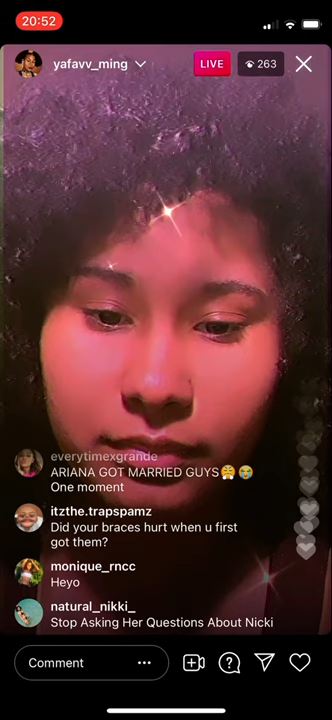 20:52
yafavv_ming
LIVE
263
everytimexgrande
ARIANA GOT MARRIED GUYS😤😭
One moment
itzthe.trapspamz
Did your braces hurt when u first
got them?
monique_rncc
Heyo
natural_nikki_
Stop Asking Her Questions About Nicki
Comment